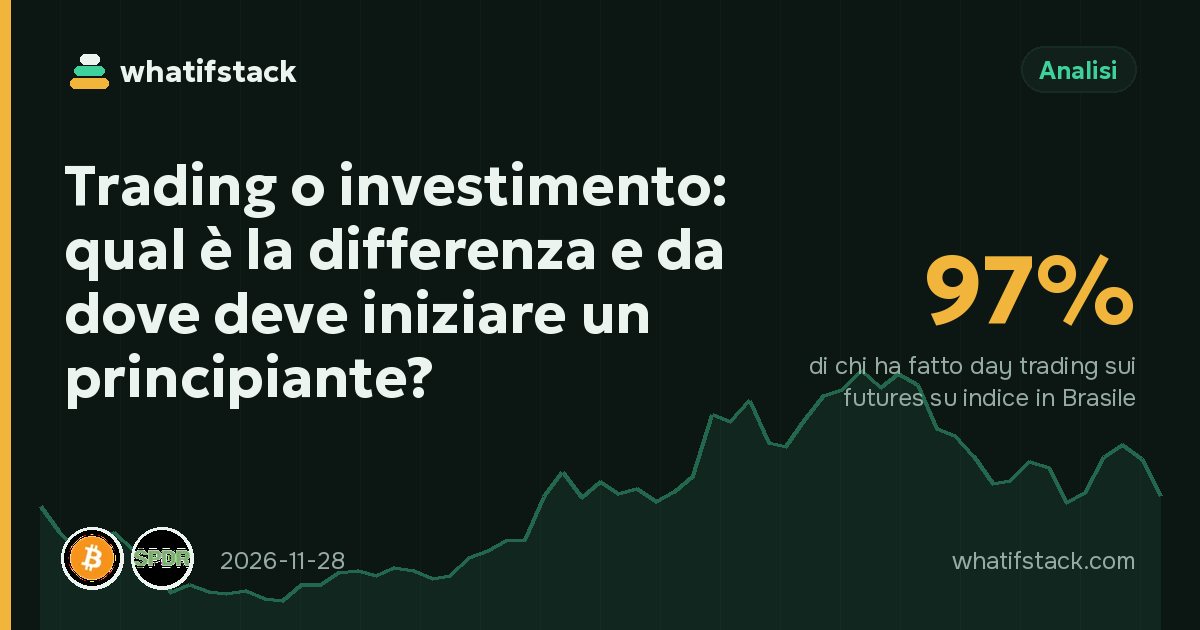 whatifstack
Analisi
Trading o investimento:
qual è la differenza e da
dove deve iniziare un
principiante?
97%
di chi ha fatto day trading sui
futures su indice in Brasile
SPDR
2026-11-28
whatifstack.com